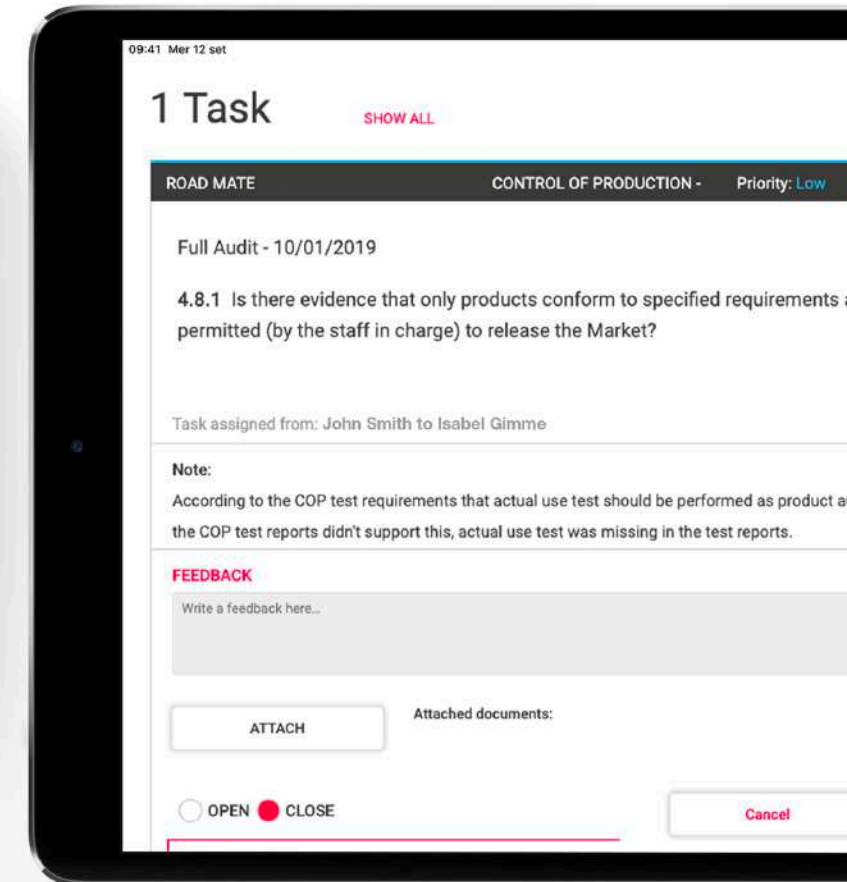 09:41 Mer 12 set
1 Task
SHOW ALL
ROAD MATE
CONTROL OF PRODUCTION -
Priority: Low
Full Audit - 10/01/2019
4.8.1 Is there evidence that only products conform to specified requirements
permitted (by the staff in charge) to release the Market?
Task assigned from: John Smith to Isabel Gimme
Note:
According to the COP test requirements that actual use test should be performed as product
the COP test reports didn't support this, actual use test was missing in the test reports.
FEEDBACK
Write a feedback here...
ATTACH
Attached documents:
OPEN
CLOSE
Cancel